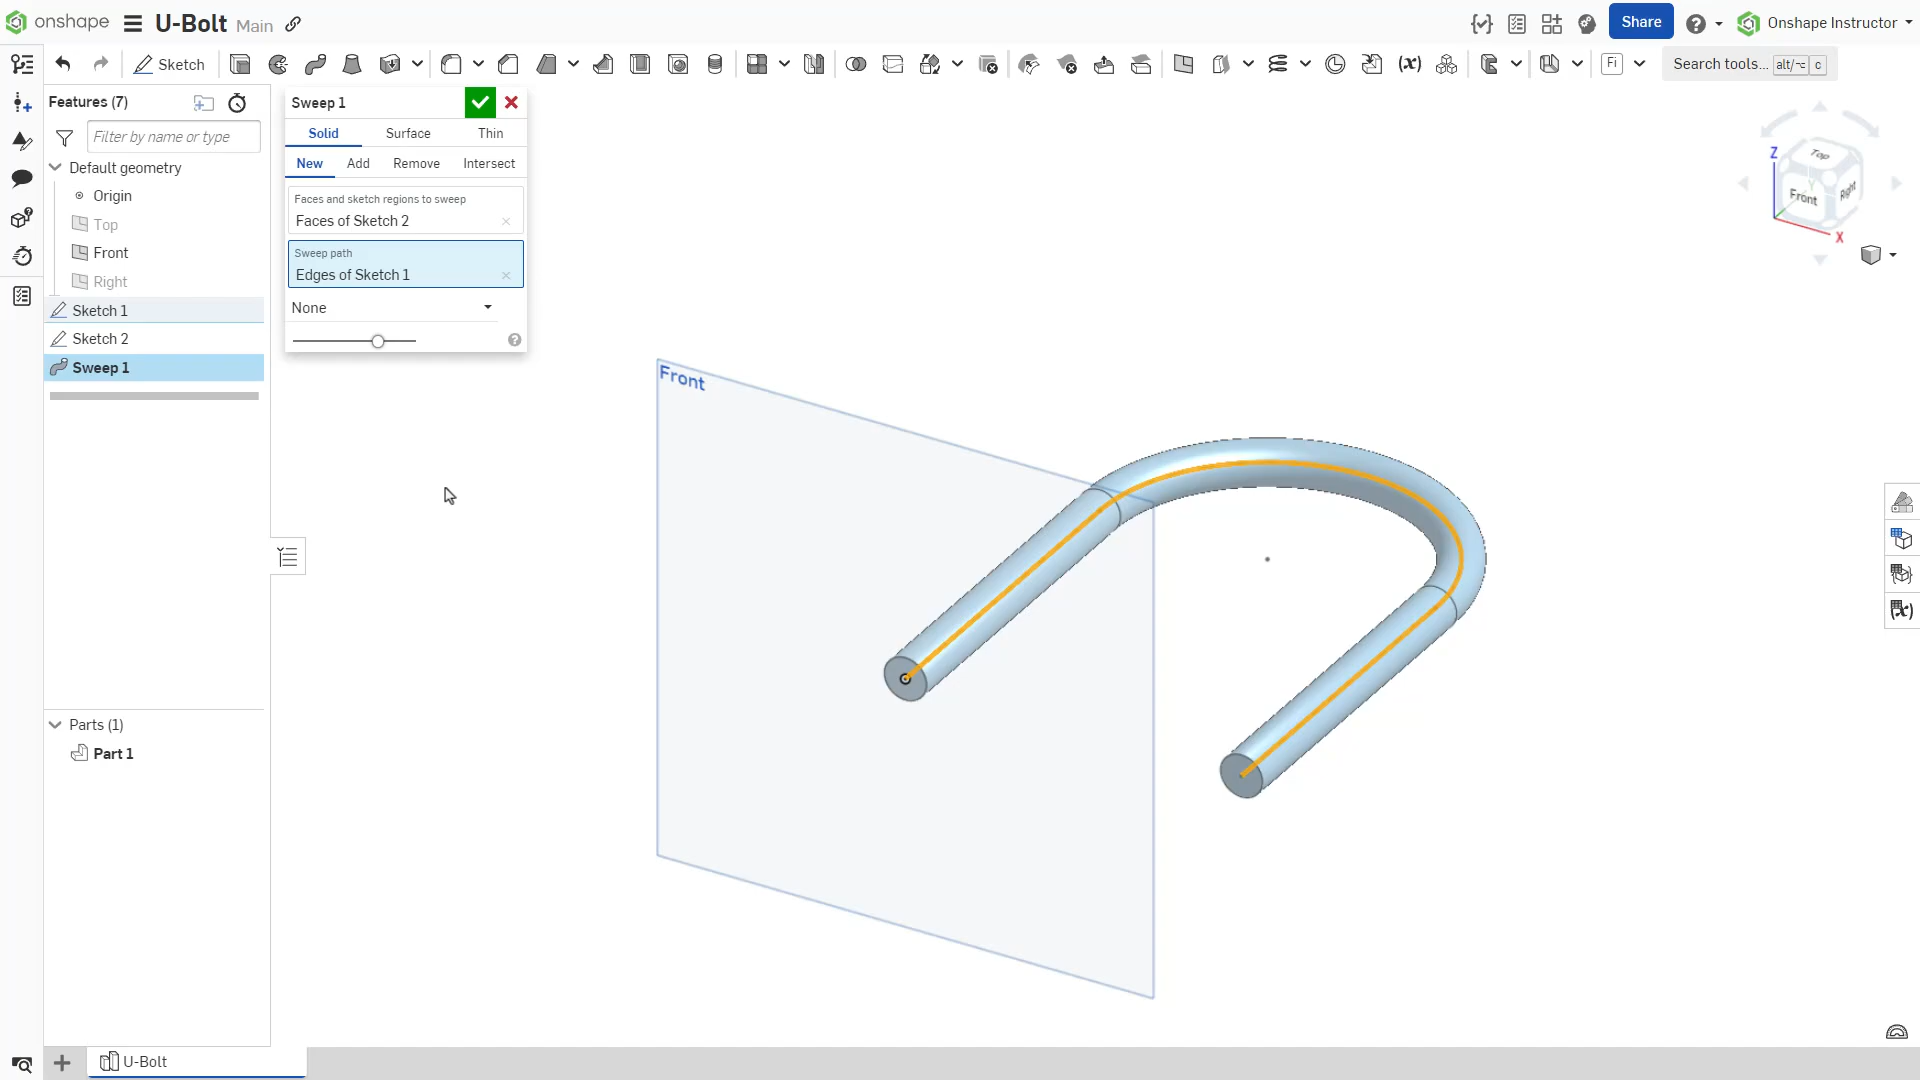 onshape
U-Bolt Main
Share
Onshape Instructor
Sketch
Fi
Search tools... alt/⌥ c
Features (7)
Filter by name or type
Default geometry
Origin
Top
Front
Right
Sketch 1
Sketch 2
Sweep 1
Sweep 1
Solid Surface Thin
New Add Remove Intersect
Faces and sketch regions to sweep
Faces of Sketch 2
Sweep path
Edges of Sketch 1
None
Front
Top
Front
Right
Z
Y
X
Parts (1)
Part 1
U-Bolt